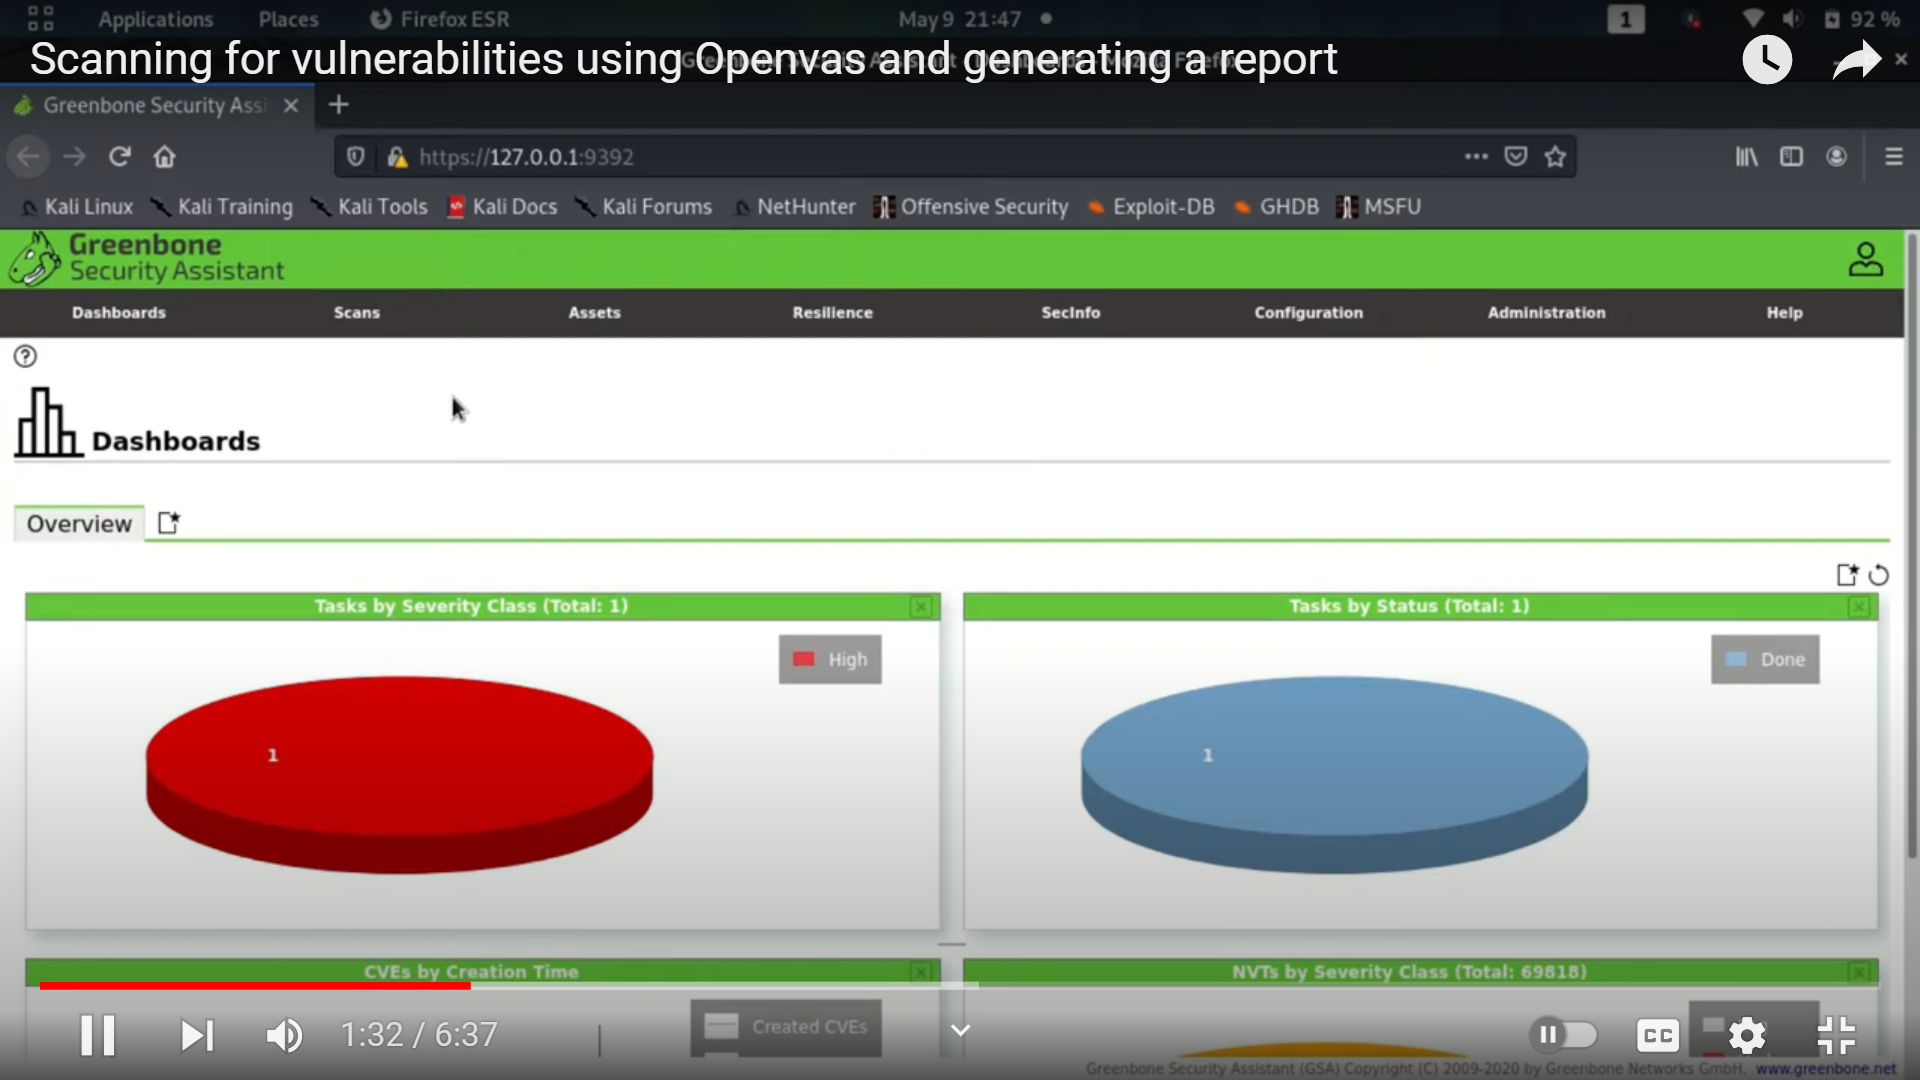 Applications Places Firefox ESR May 9 21:47 1 92 %
Scanning for vulnerabilities using Openvas and generating a report
Greenbone Security Assi
https://127.0.0.1:9392
Kali Linux Kali Training Kali Tools Kali Docs Kali Forums NetHunter Offensive Security Exploit-DB GHDB MSFU
Greenbone
Security Assistant
Dashboards Scans Assets Resilience SecInfo Configuration Administration Help
Dashboards
Overview
Tasks by Severity Class (Total: 1) Tasks by Status (Total: 1)
High Done
1 1
CVEs by Creation Time NVTs by Severity Class (Total: 69818)
Created CVEs
1:32 / 6:37 CC
Greenbone Security Assistant (GSA) Copyright (C) 2009-2020 by Greenbone Networks GmbH, www.greenbone.net